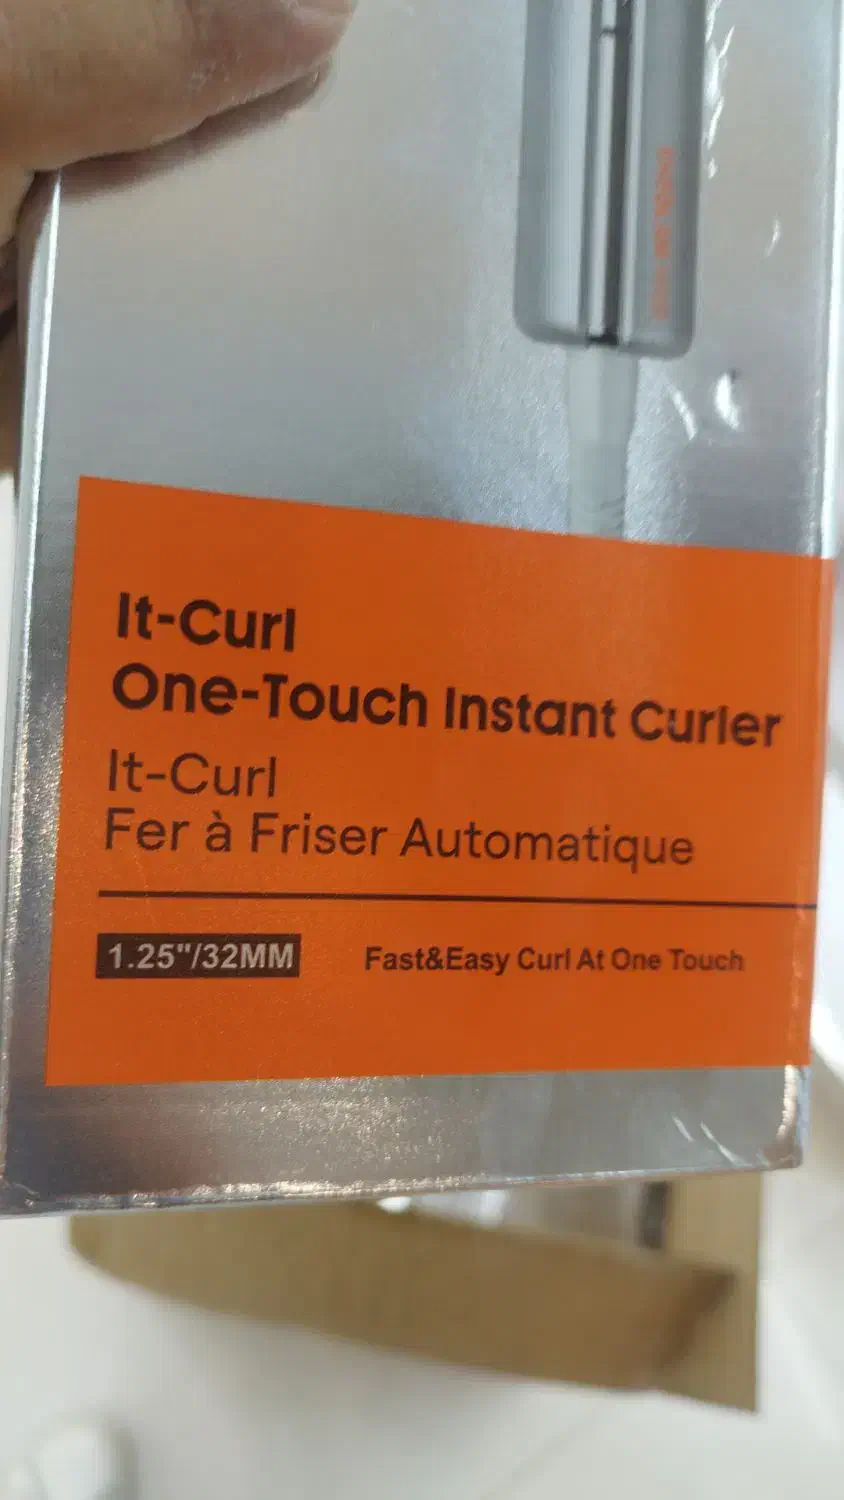 It-Curl
One-Touch Instant Curler
It-Curl
Fer à Friser Automatique
1.25"/32MM
Fast&Easy Curl At One Touch